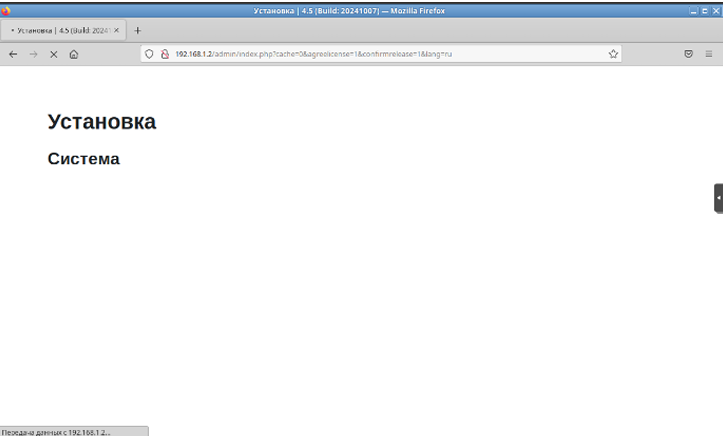 Установка | 4.5 (Build: 20241007) — Mozilla Firefox
Установка | 4.5 (Build: 2024
192.168.1.2/admin/index.php?cache=0&agreelicense=1&confirmrelease=1&lang=ru
Установка
Система
Передача данных с 192.168.1.2...